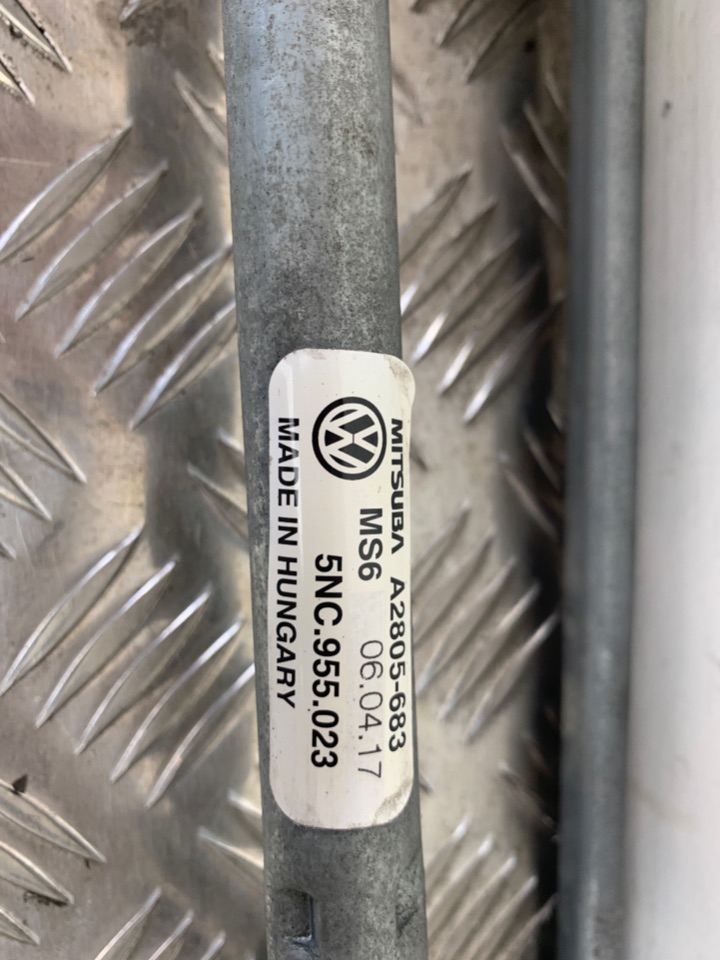 MITSUBA A2805-683
MS6 06.04.17
5NC.955.023
MADE IN HUNGARY